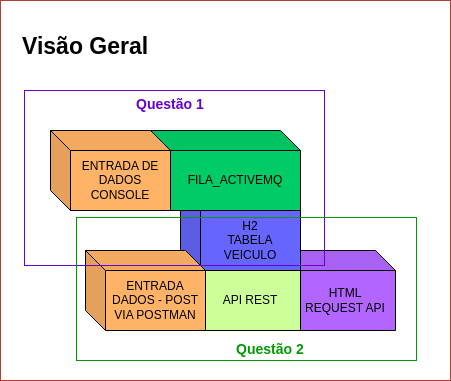 Visão Geral
Questão 1
ENTRADA DE
DADOS
CONSOLE
FILA_ACTIVEMQ
H2
TABELA
VEICULO
ENTRADA
DADOS - POST
VIA POSTMAN
API REST
HTML
REQUEST API
Questão 2